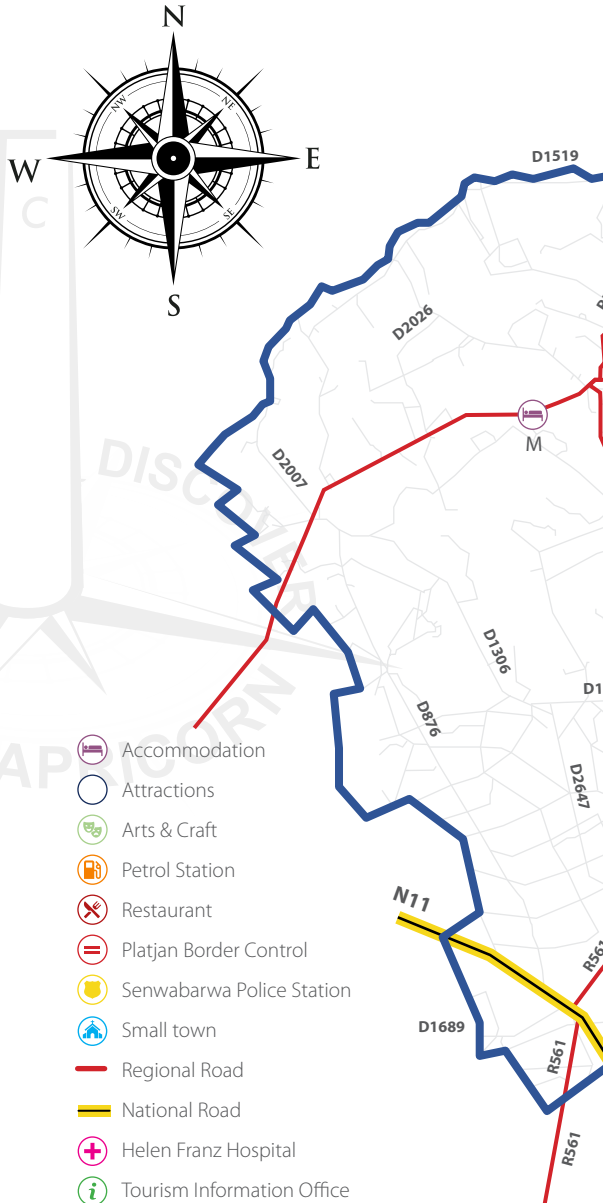 N
NW
NE
W
E
SW
SE
S
C
D1519
D2026
M
D2007
DISCOVER
D1306
D1
D876
CAPRICORN
D2647
N11
R561
D1689
R561
R561
Accommodation
Attractions
Arts & Craft
Petrol Station
Restaurant
Platjan Border Control
Senwabarwa Police Station
Small town
Regional Road
National Road
Helen Franz Hospital
Tourism Information Office